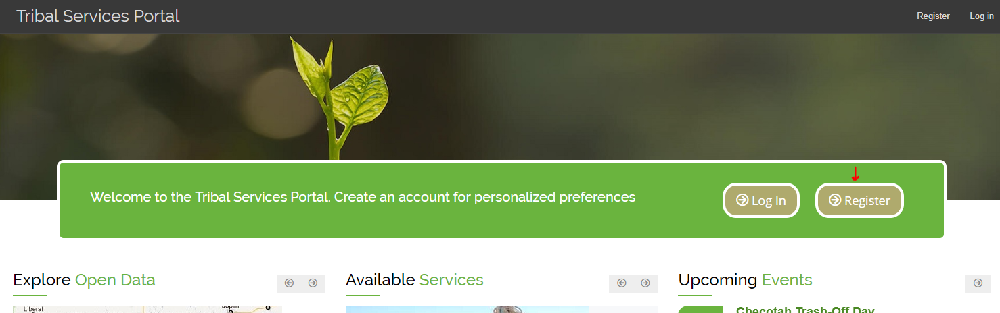 Tribal Services Portal
Register
Log in
Welcome to the Tribal Services Portal. Create an account for personalized preferences
Log In
Register
Explore Open Data
Available Services
Upcoming Events
Liberal
Joplin
Checotah Trash-Off Day